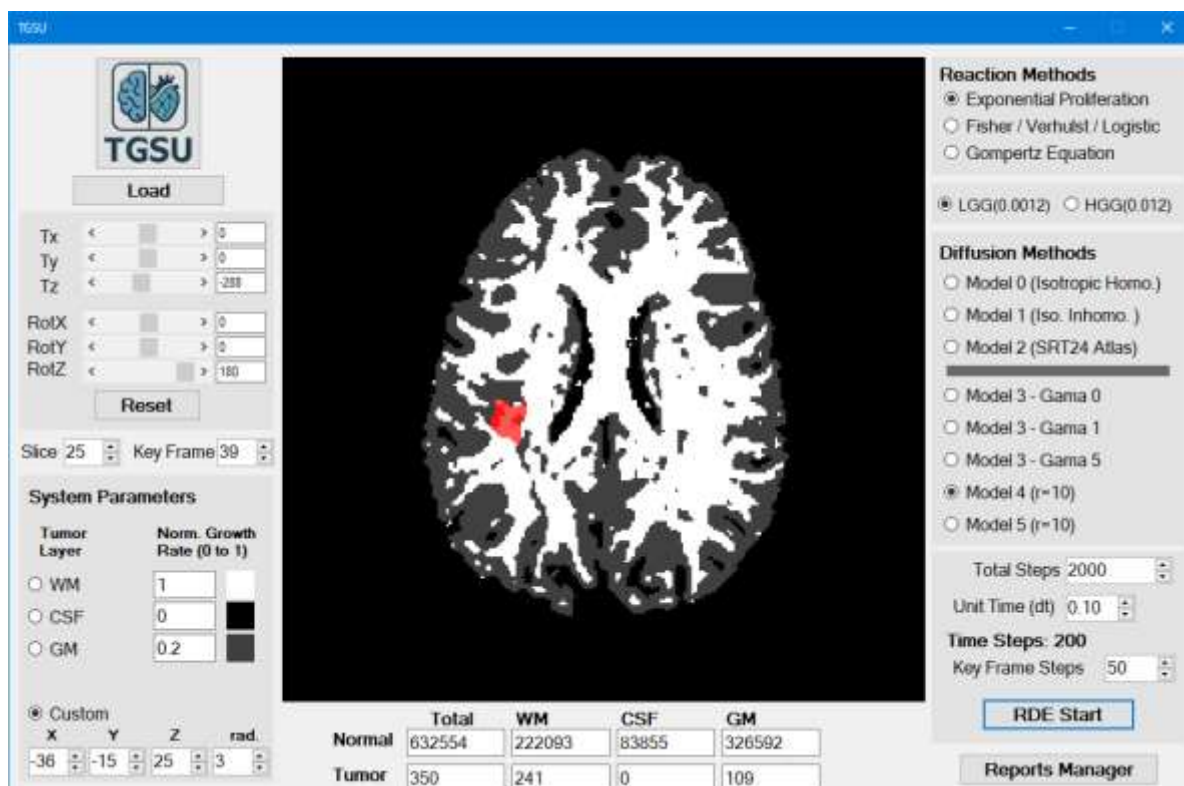 TGSU
TGSU
Load
Tx < > 0
Ty < > 0
Tz < > -288
RotX < > 0
RotY < > 0
RotZ < > 180
Reset
Slice 25 Key Frame 39
System Parameters
Tumor Layer Norm. Growth Rate (0 to 1)
WM 1
CSF 0
GM 0.2
Custom
X Y Z rad.
-36 -15 25 3
Total WM CSF GM
Normal 632554 222093 83855 326592
Tumor 350 241 0 109
Reaction Methods
Exponential Proliferation
Fisher / Verhulst / Logistic
Gompertz Equation
LGG(0.0012) HGG(0.012)
Diffusion Methods
Model 0 (Isotropic Homo.)
Model 1 (Iso. Inhomo. )
Model 2 (SRT24 Atlas)
Model 3 - Gama 0
Model 3 - Gama 1
Model 3 - Gama 5
Model 4 (r=10)
Model 5 (r=10)
Total Steps 2000
Unit Time (dt) 0.10
Time Steps: 200
Key Frame Steps 50
RDE Start
Reports Manager